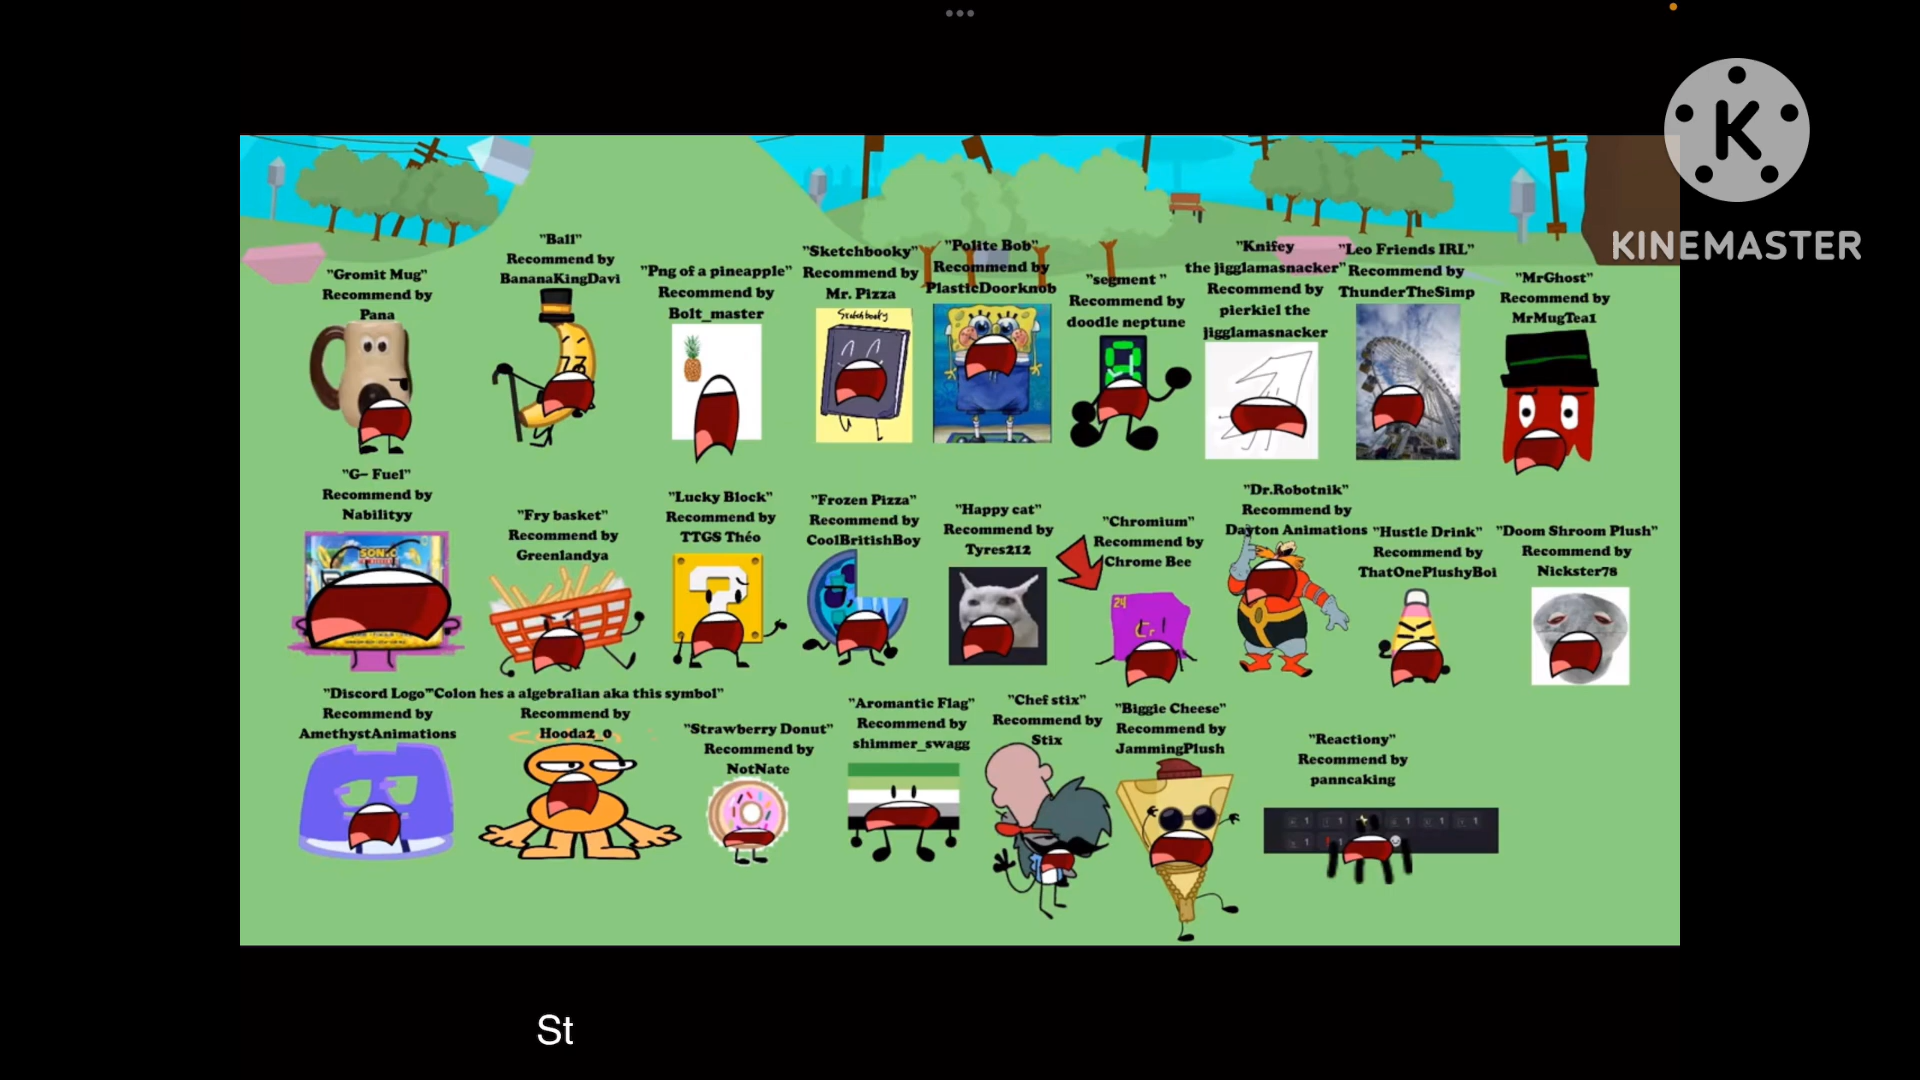 KINEMASTER
"Gromit Mug"
Recommend by
Pana
"Ball"
Recommend by
BananaKingDavi
"Png of a pineapple"
Recommend by
Bolt_master
"Sketchbooky"
Recommend by
Mr. Pizza
Sketchbooky
"Polite Bob"
Recommend by
PlasticDoorknob
"segment "
Recommend by
doodle neptune
"Knifey
the jigglamasnacker"
Recommend by
pierkiel the
jigglamasnacker
"Leo Friends IRL"
Recommend by
ThunderTheSimp
"MrGhost"
Recommend by
MrMugTea1
"G– Fuel"
Recommend by
Nabilityy
SONIC
"Fry basket"
Recommend by
Greenlandya
"Lucky Block"
Recommend by
TTGS Théo
"Frozen Pizza"
Recommend by
CoolBritishBoy
"Happy cat"
Recommend by
Tyres212
"Chromium"
Recommend by
Chrome Bee
24
Cr
"Dr.Robotnik"
Recommend by
Dayton Animations
"Hustle Drink"
Recommend by
ThatOnePlushyBoi
"Doom Shroom Plush"
Recommend by
Nickster78
"Discord Logo"
Recommend by
AmethystAnimations
"Colon hes a algebralian aka this symbol"
Recommend by
Hooda2_0
"Strawberry Donut"
Recommend by
NotNate
"Aromantic Flag"
Recommend by
shimmer_swagg
"Chef stix"
Recommend by
Stix
"Biggie Cheese"
Recommend by
JammingPlush
"Reactiony"
Recommend by
panncaking
St